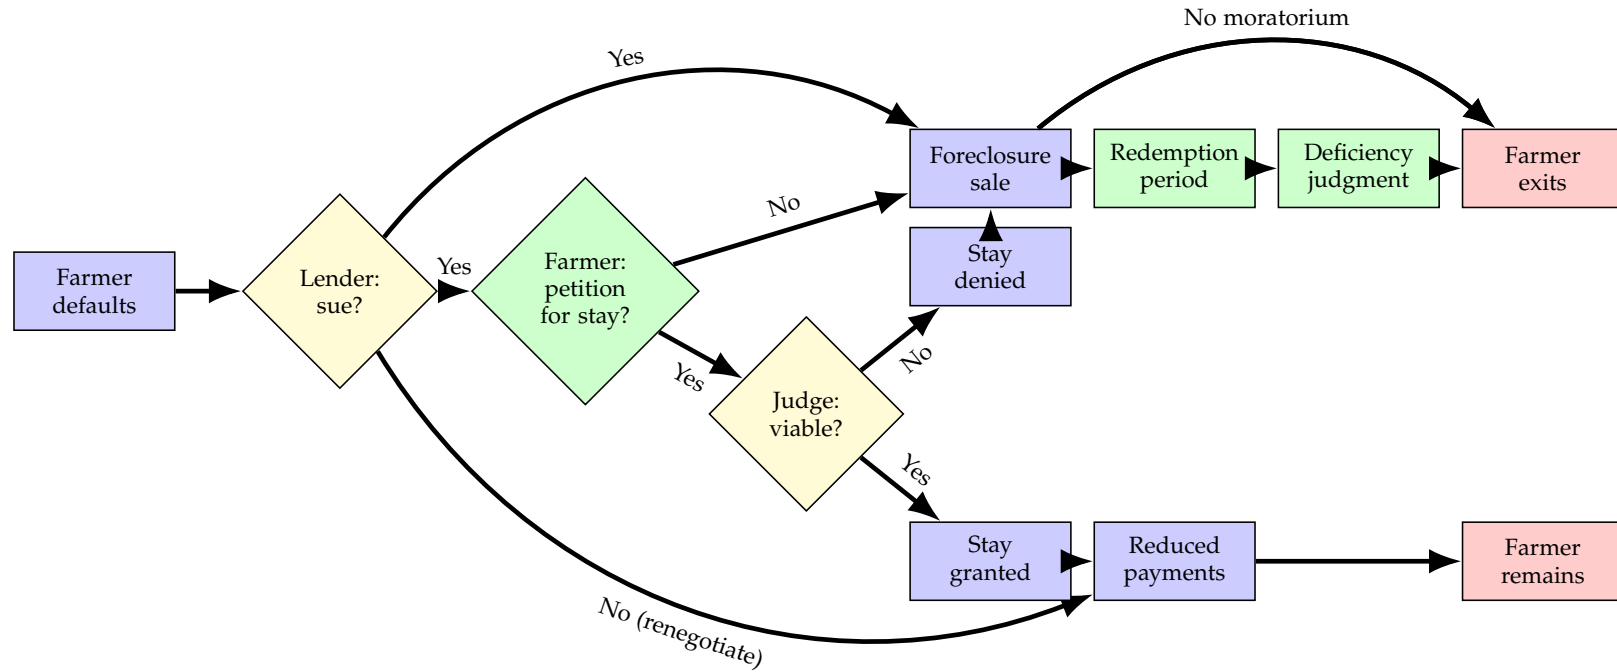 No moratorium
Yes
Foreclosure
sale
Redemption
period
Deficiency
judgment
Farmer
exits
No
Farmer
defaults
Lender:
sue?
Yes
Farmer:
petition
for stay?
Stay
denied
Yes
No
Judge:
viable?
Yes
Stay
granted
Reduced
payments
Farmer
remains
No (renegotiate)